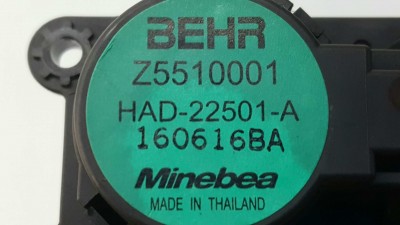 BEHR
Z5510001
HAD-22501-A
160616BA
Minebea
MADE IN THAILAND